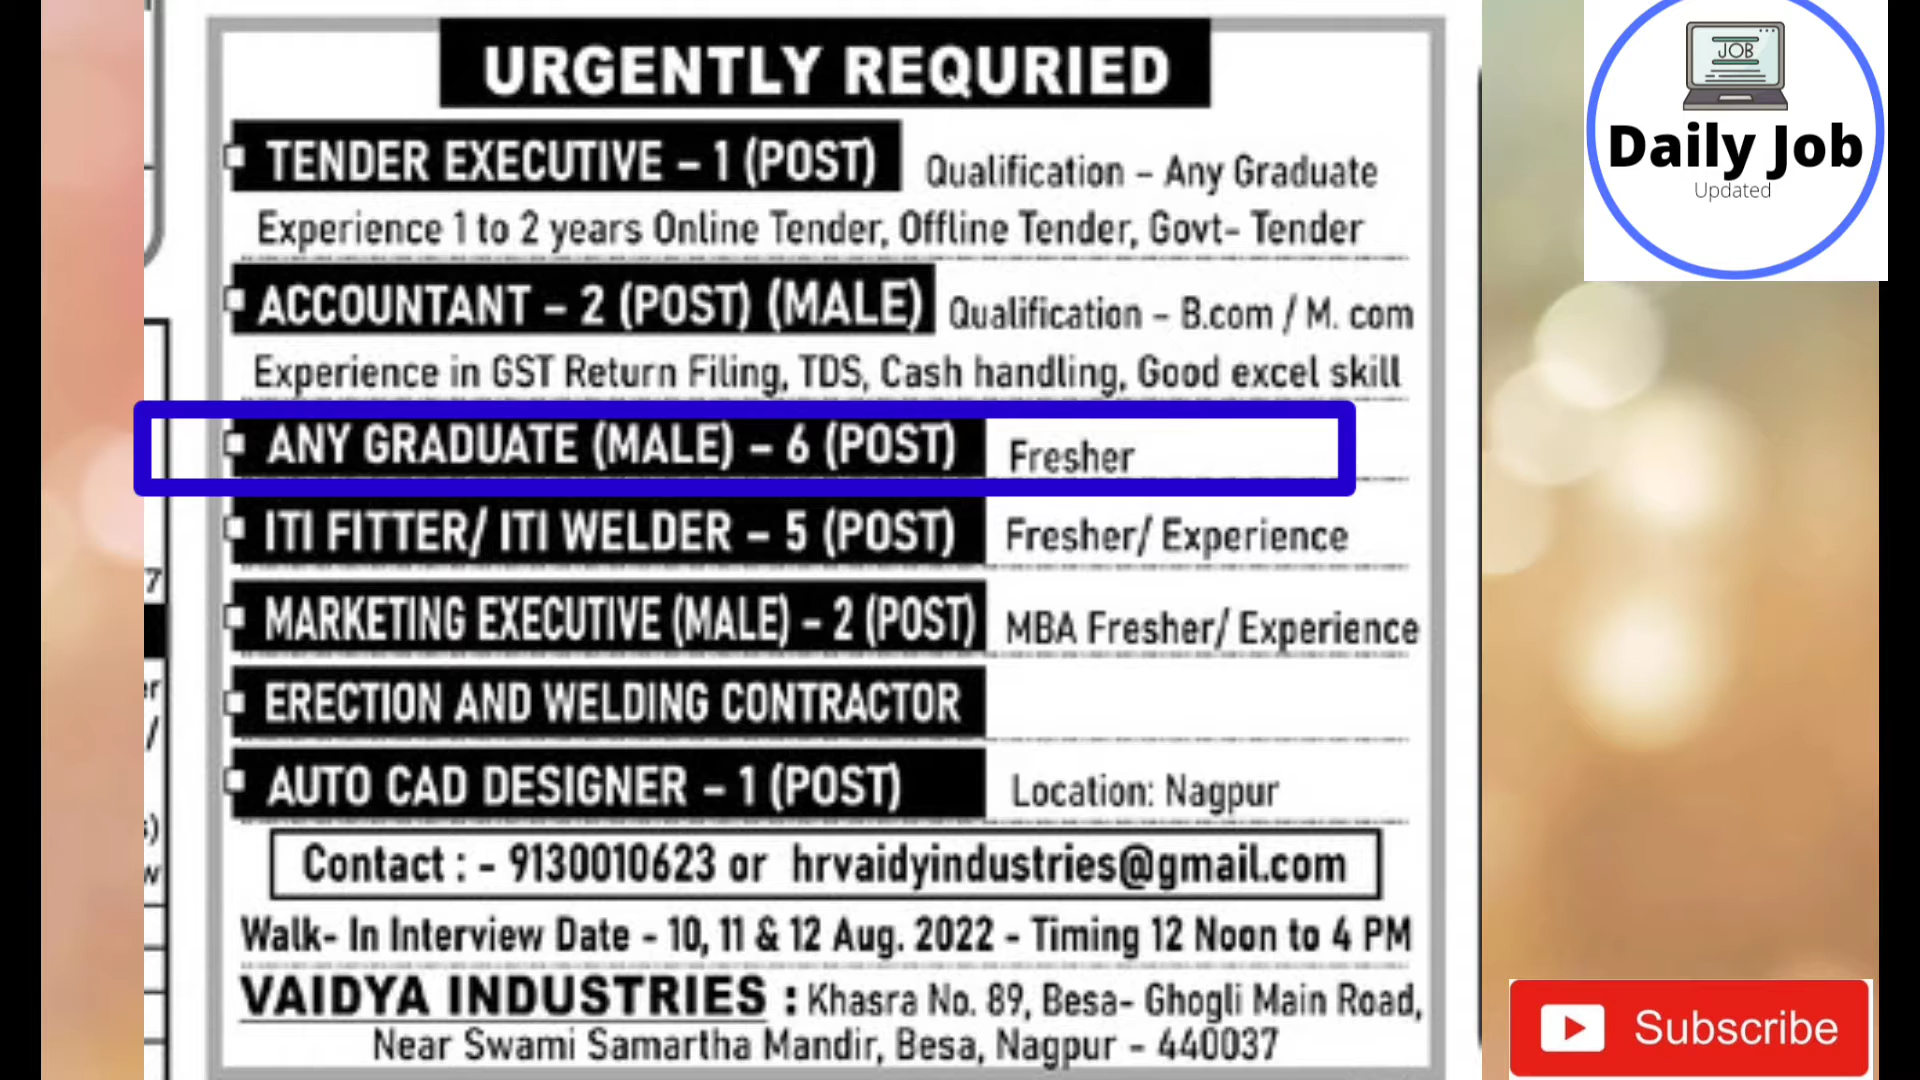 URGENTLY REQURIED
TENDER EXECUTIVE – 1 (POST) Qualification – Any Graduate
Experience 1 to 2 years Online Tender, Offline Tender, Govt- Tender
ACCOUNTANT – 2 (POST) (MALE) Qualification – B.com / M. com
Experience in GST Return Filing, TDS, Cash handling, Good excel skill
ANY GRADUATE (MALE) – 6 (POST) Fresher
ITI FITTER/ ITI WELDER – 5 (POST) Fresher/ Experience
MARKETING EXECUTIVE (MALE) – 2 (POST) MBA Fresher/ Experience
ERECTION AND WELDING CONTRACTOR
AUTO CAD DESIGNER – 1 (POST) Location: Nagpur
Contact : - 9130010623 or hrvaidyindustries@gmail.com
Walk- In Interview Date - 10, 11 & 12 Aug. 2022 - Timing 12 Noon to 4 PM
VAIDYA INDUSTRIES : Khasra No. 89, Besa- Ghogli Main Road,
Near Swami Samartha Mandir, Besa, Nagpur - 440037
JOB
Daily Job
Updated
Subscribe